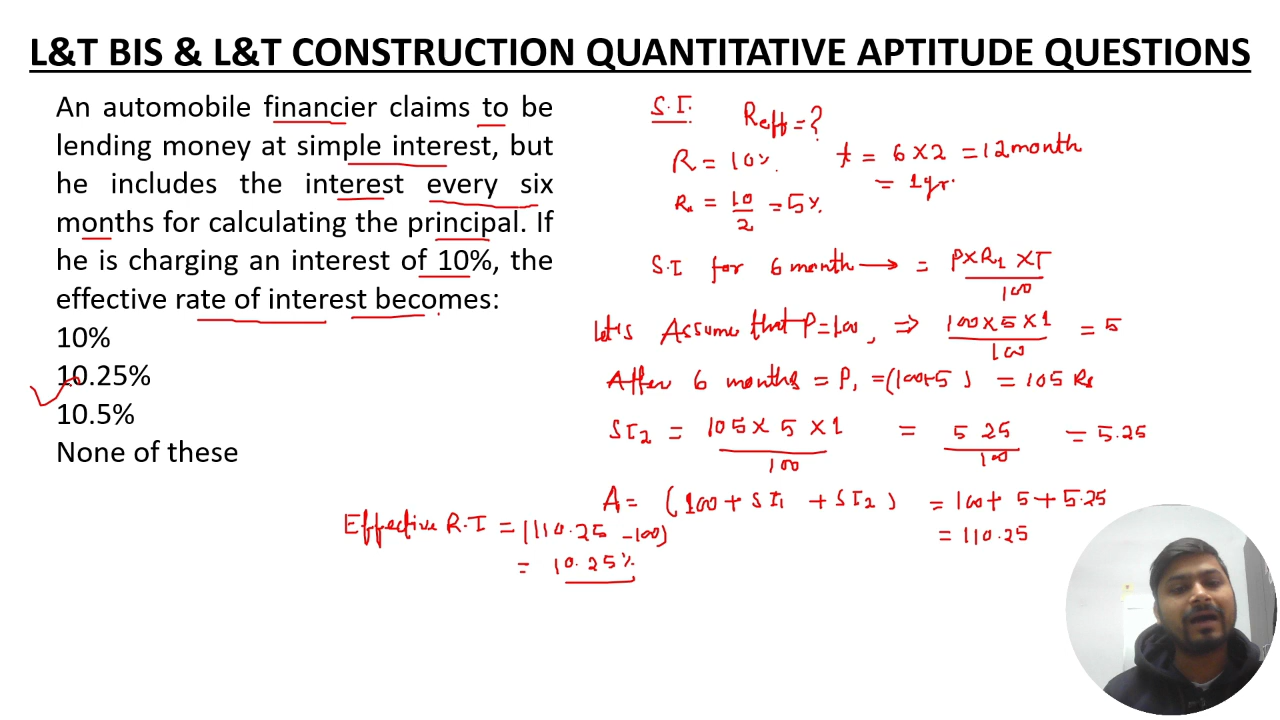 L&T BIS & L&T CONSTRUCTION QUANTITATIVE APTITUDE QUESTIONS
An automobile financier claims to be
lending money at simple interest, but
he includes the interest every six
months for calculating the principal. If
he is charging an interest of 10%, the
effective rate of interest becomes:
10%
10.25%
10.5%
None of these
S.I. Reff = ?
R = 10%. t = 6 X 2 = 12 month
= 1 yr.
R₁ = 10/2 = 5%.
S.I for 6 month → = P×R₁ ×T/100
Let's Assume that P=100, ⇒ 100×5×1/100 = 5
After 6 months = P₁ =(100+5) = 105 Rs
SI₂ = 105× 5 ×1/100 = 5 25/100 = 5.25
A = (100 + SI₁ + SI₂) = 100+ 5 + 5.25
= 110.25
Effective R.I = (110.25 -100)
= 10.25%